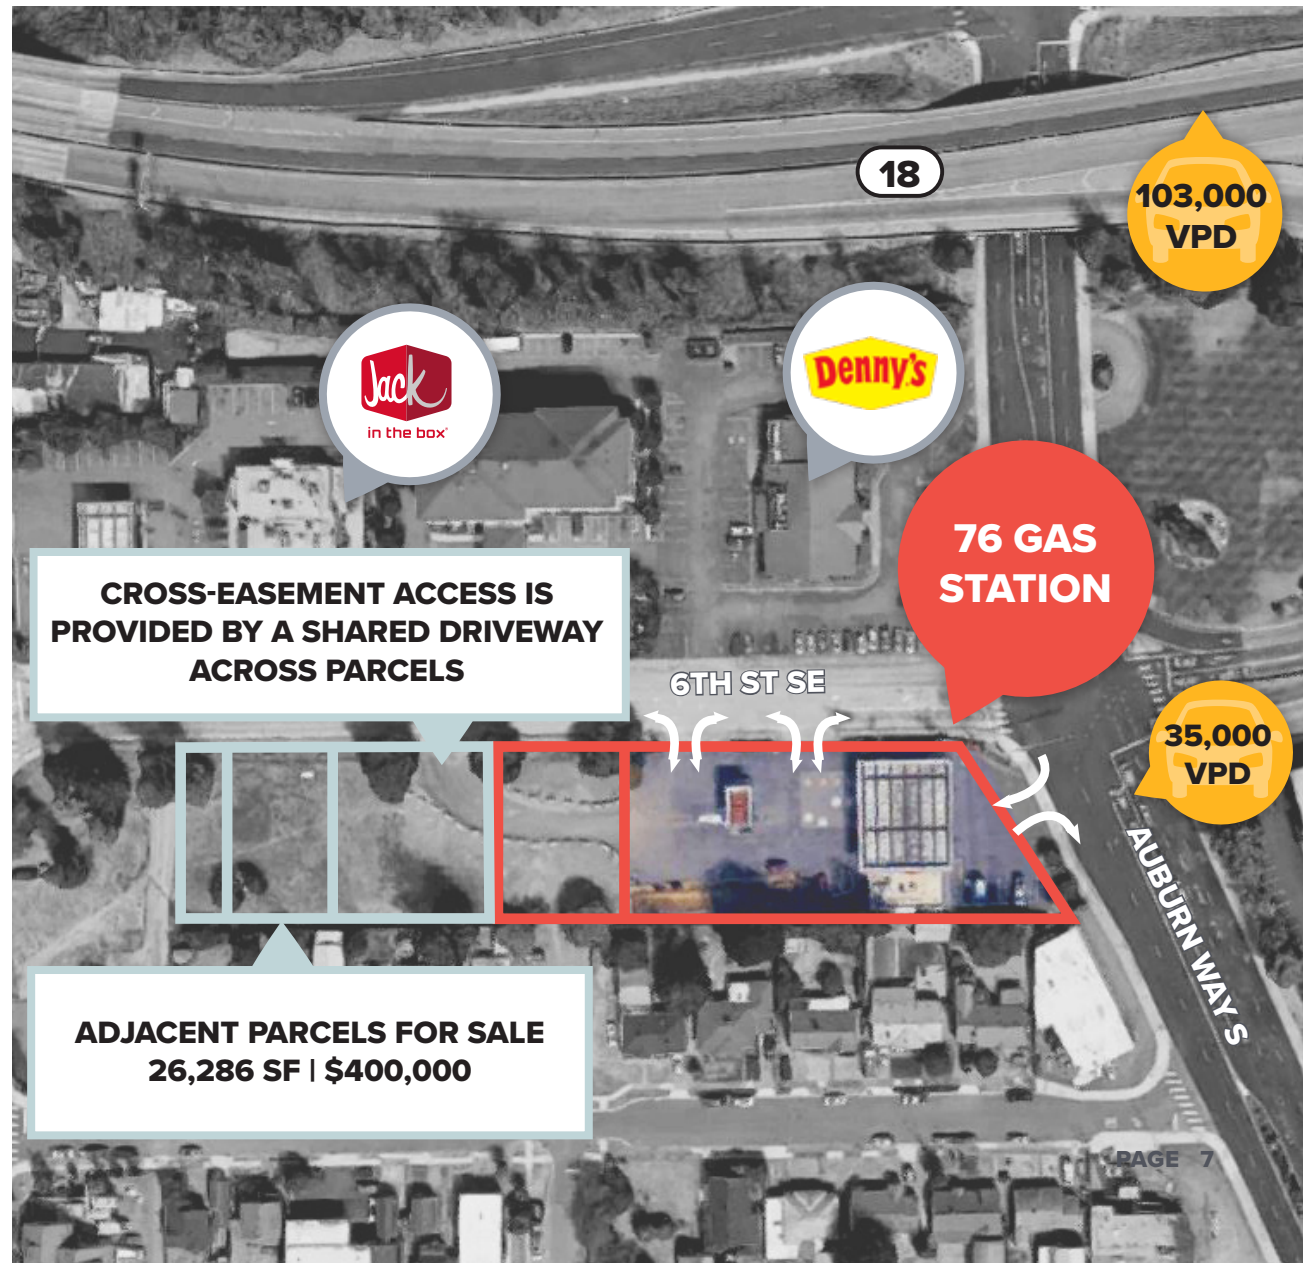 18
103,000
VPD
Jack
in the box
Denny's
76 GAS
STATION
CROSS-EASEMENT ACCESS IS
PROVIDED BY A SHARED DRIVEWAY
ACROSS PARCELS
6TH ST SE
35,000
VPD
AUBURN WAY S
ADJACENT PARCELS FOR SALE
26,286 SF | $400,000
PAGE 7